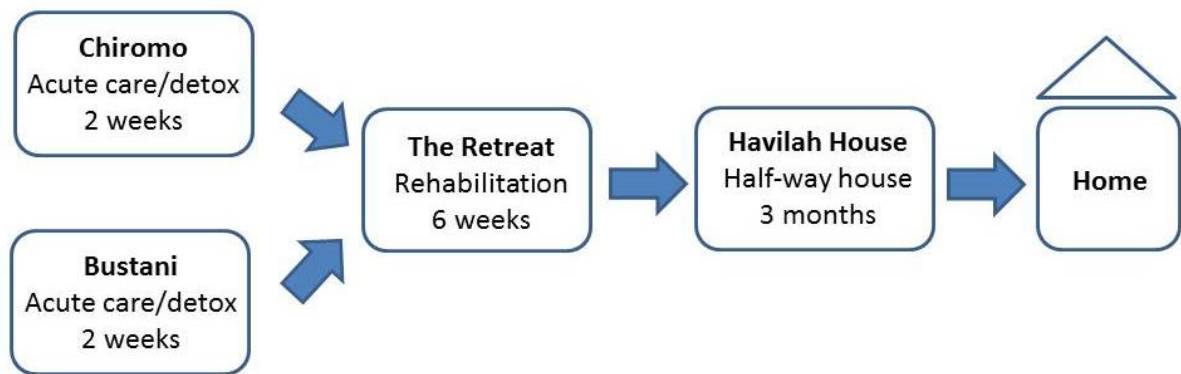 Chiromo
Acute care/detox
2 weeks
Bustani
Acute care/detox
2 weeks
The Retreat
Rehabilitation
6 weeks
Havilah House
Half-way house
3 months
Home